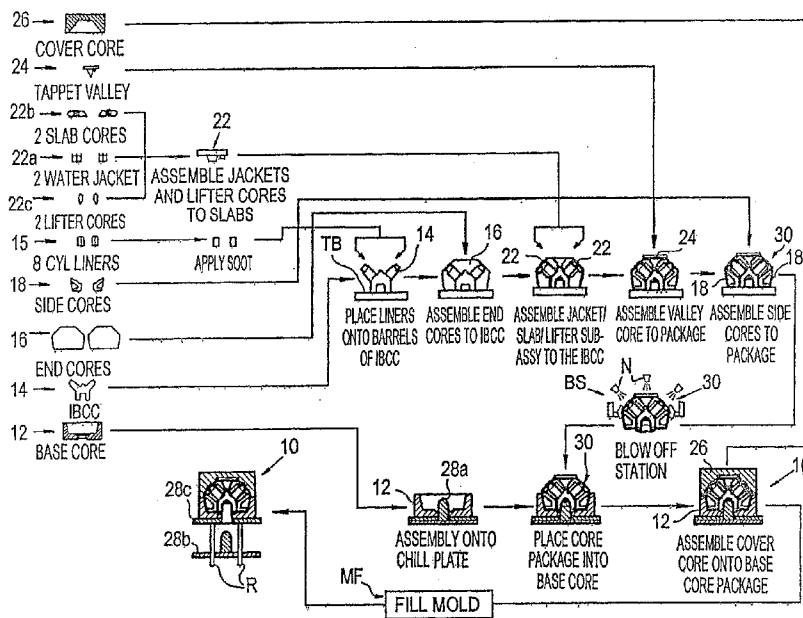 26
COVER CORE
24
TAPPET VALLEY
22b
2 SLAB CORES
22a
2 WATER JACKET
22c
2 LIFTER CORES
15
8 CYL LINERS
18
SIDE CORES
16
END CORES
14
IBCC
12
BASE CORE
22
ASSEMBLE JACKETS
AND LIFTER CORES
TO SLABS
APPLY SOOT
TB
14
PLACE LINERS
ONTO BARRELS
OF IBCC
16
ASSEMBLE END
CORES TO IBCC
22
22
ASSEMBLE JACKET/
SLAB/ LIFTER SUB-
ASSY TO THE IBCC
24
ASSEMBLE VALLEY
CORE TO PACKAGE
30
18
18
ASSEMBLE SIDE
CORES TO
PACKAGE
N
BS
30
BLOW OFF
STATION
10
28c
28b
R
12
28a
ASSEMBLY ONTO
CHILL PLATE
30
PLACE CORE
PACKAGE INTO
BASE CORE
26
10
12
ASSEMBLE COVER
CORE ONTO BASE
CORE PACKAGE
MF
FILL MOLD